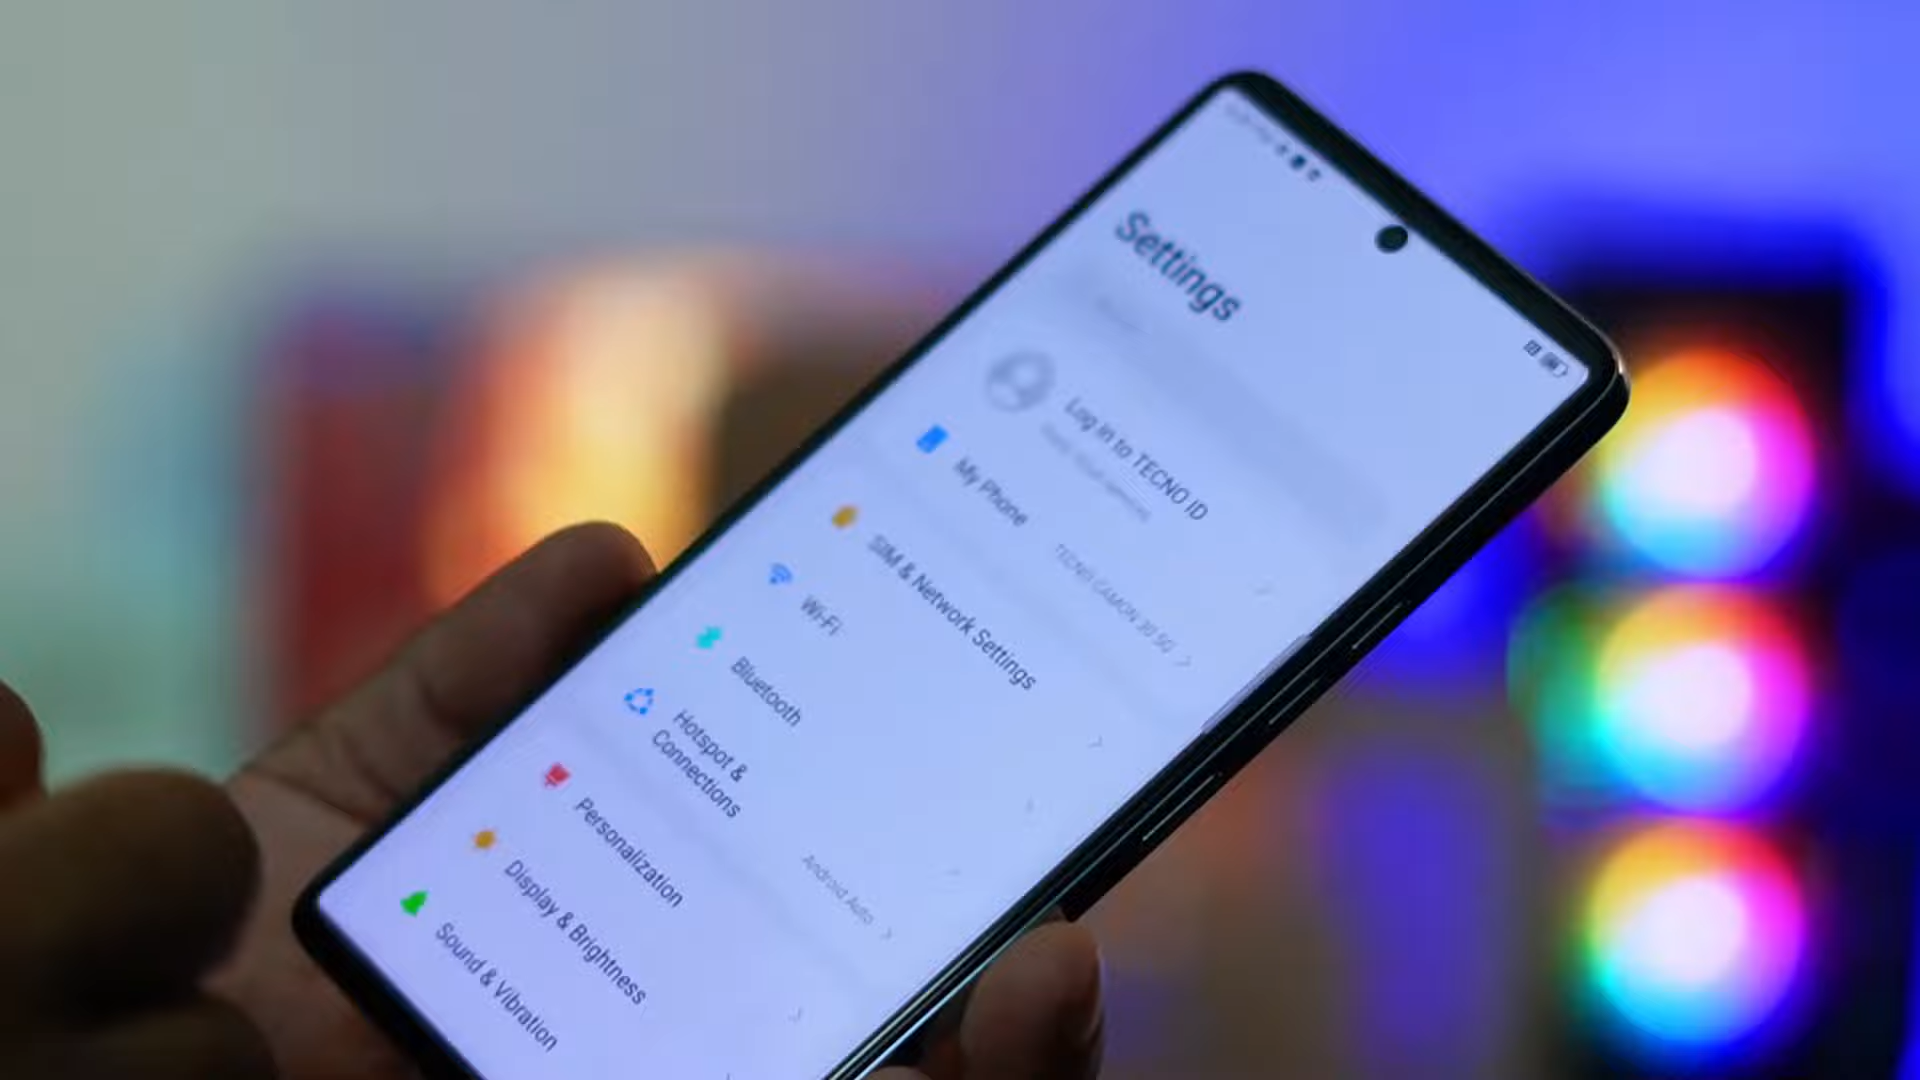 Settings
Log in to TECNO ID
My Phone
TECNO CAMON 30 5G
SIM & Network Settings
Wi-Fi
Bluetooth
Hotspot &
Connections
Android Auto
Personalization
Display & Brightness
Sound & Vibration